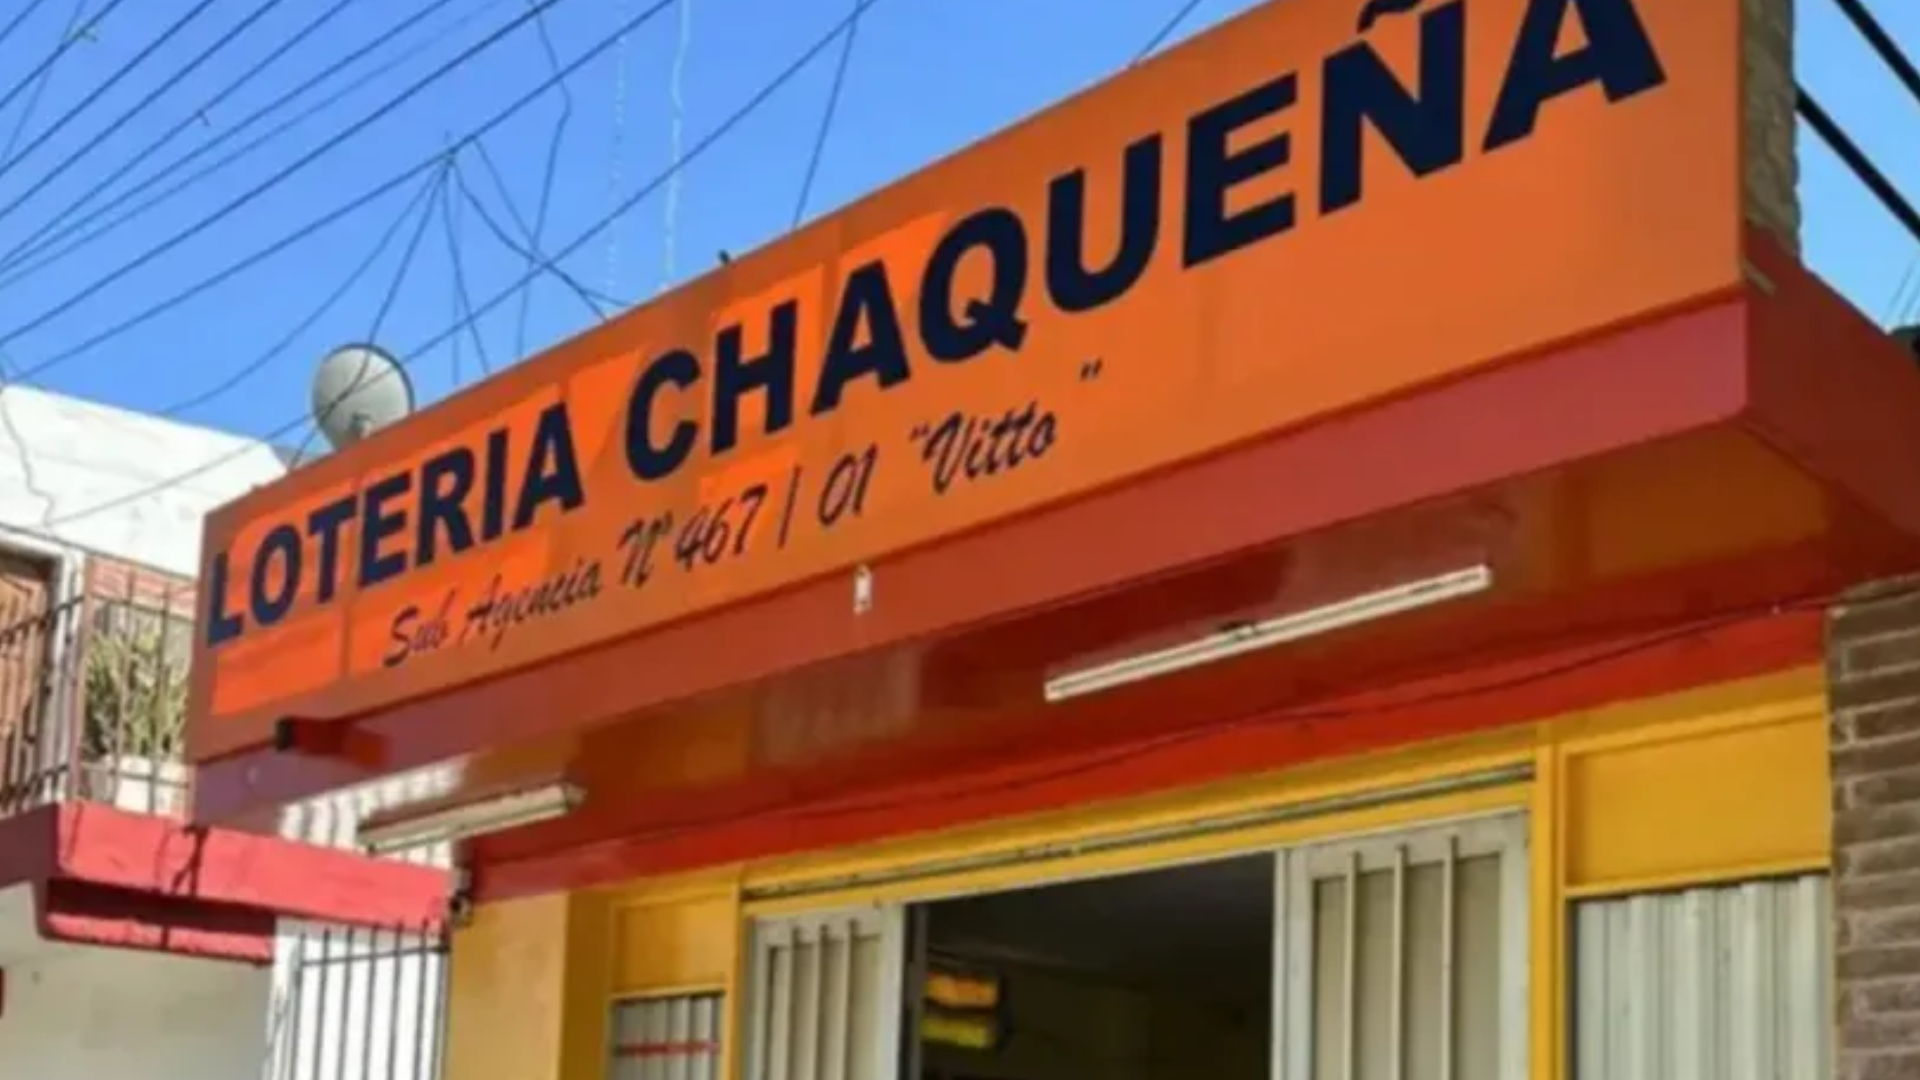 LOTERIA CHAQUEÑA
Sub Agencia N° 467 / 01 "Vitto"